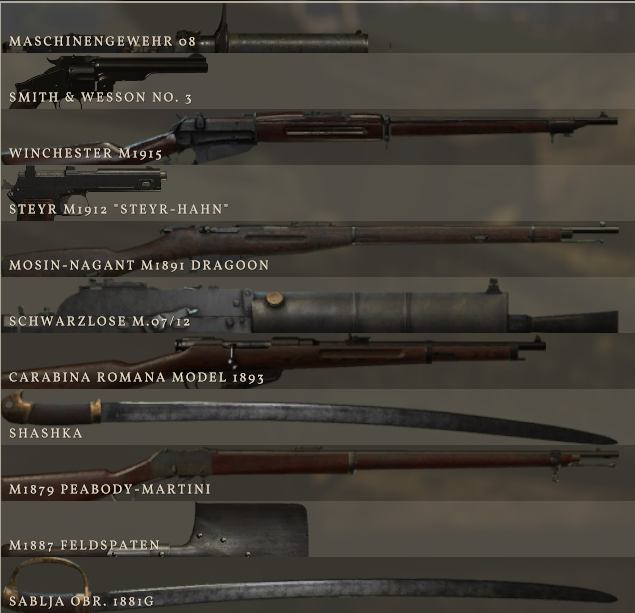 MASCHINENGEWEHR 08
SMITH & WESSON NO. 3
WINCHESTER M1915
STEYR M1912 "STEYR-HAHN"
MOSIN-NAGANT M1891 DRAGOON
SCHWARZLOSE M.07/12
CARABINA ROMANA MODEL 1893
SHASHKA
M1879 PEABODY-MARTINI
M1887 FELDSPATEN
SABLJA OBR. 1881G